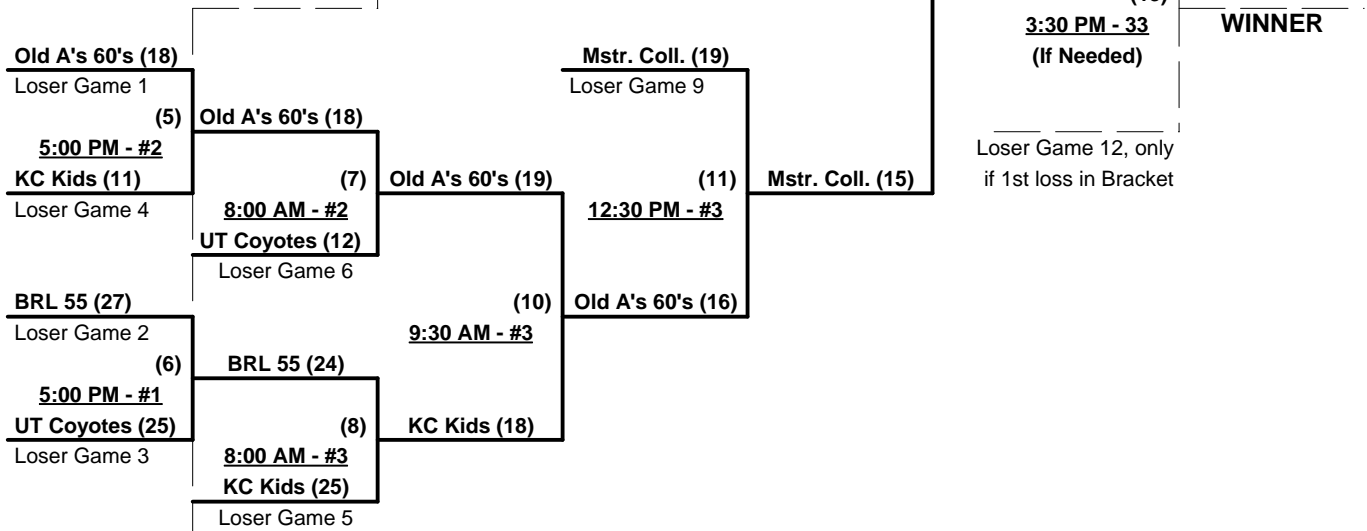 3:30 PM - 33
WINNER
(If Needed)
Old A's 60's (18)
Mstr. Coll. (19)
Loser Game 1
Loser Game 9
(5)
Old A's 60's (18)
5:00 PM - #2
Loser Game 12, only
if 1st loss in Bracket
KC Kids (11)
(7)
Old A's 60's (19)
(11)
Mstr. Coll. (15)
Loser Game 4
8:00 AM - #2
12:30 PM - #3
UT Coyotes (12)
Loser Game 6
BRL 55 (27)
(10)
Old A's 60's (16)
Loser Game 2
9:30 AM - #3
(6)
BRL 55 (24)
5:00 PM - #1
UT Coyotes (25)
(8)
KC Kids (18)
Loser Game 3
8:00 AM - #3
KC Kids (25)
Loser Game 5